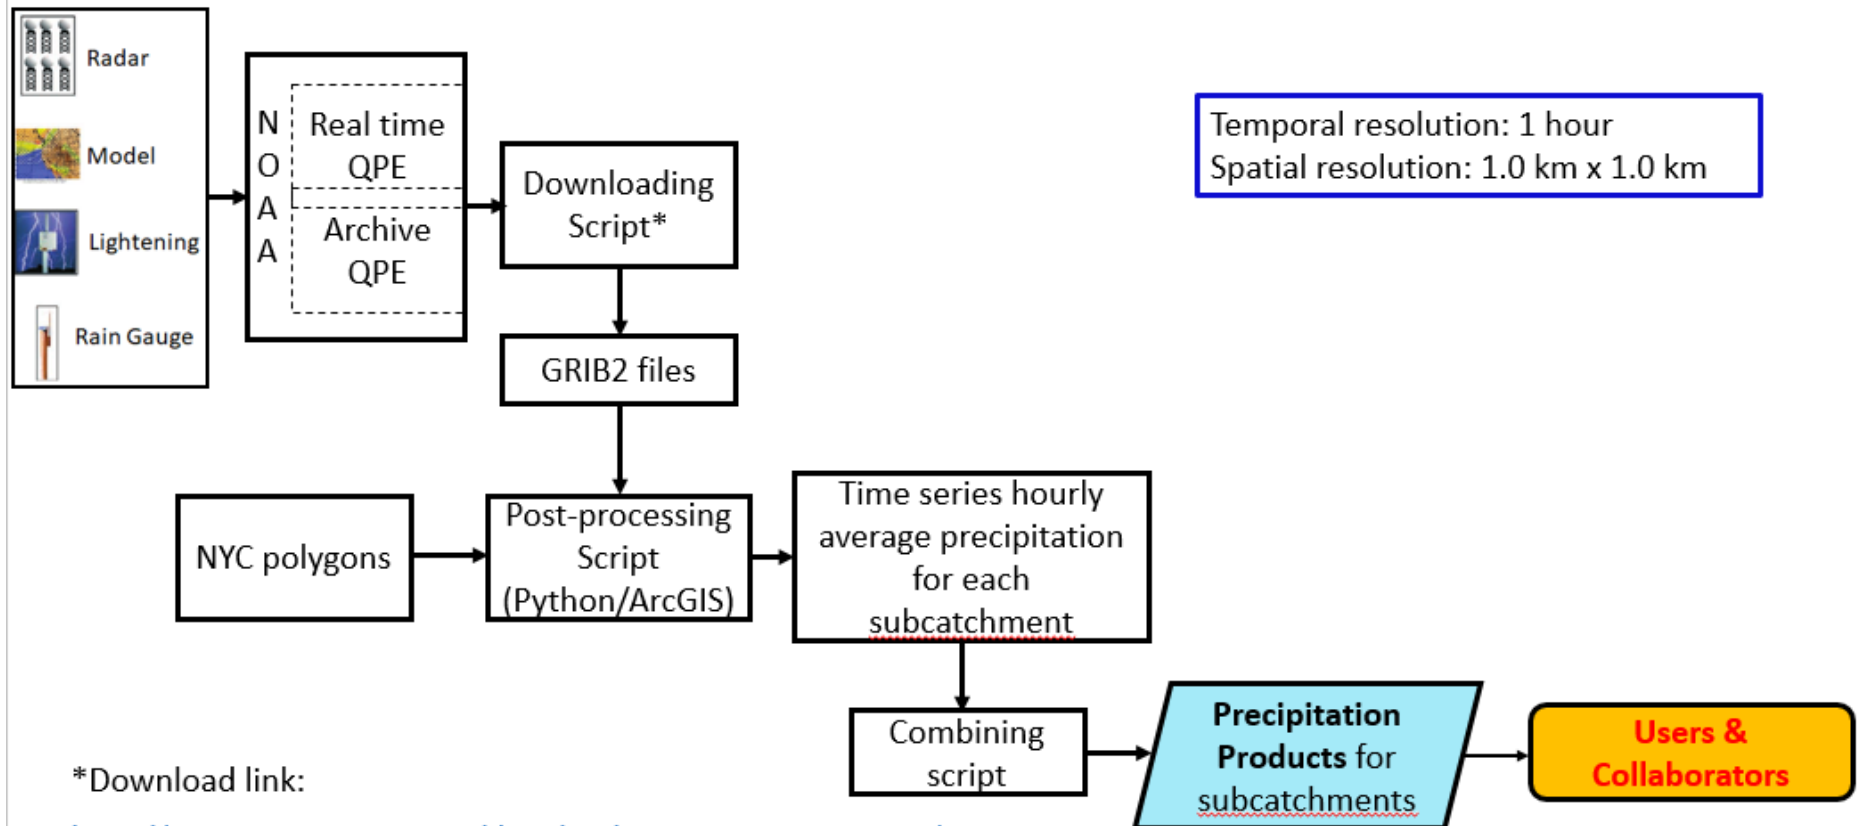 Radar
Model
Lightening
Rain Gauge
N
O
A
A
Real time
QPE
Archive
QPE
Downloading
Script*
GRIB2 files
Temporal resolution: 1 hour
Spatial resolution: 1.0 km x 1.0 km
NYC polygons
Post-processing
Script
(Python/ArcGIS)
Time series hourly
average precipitation
for each
subcatchment
Combining
script
Precipitation
Products for
subcatchments
Users &
Collaborators
*Download link: